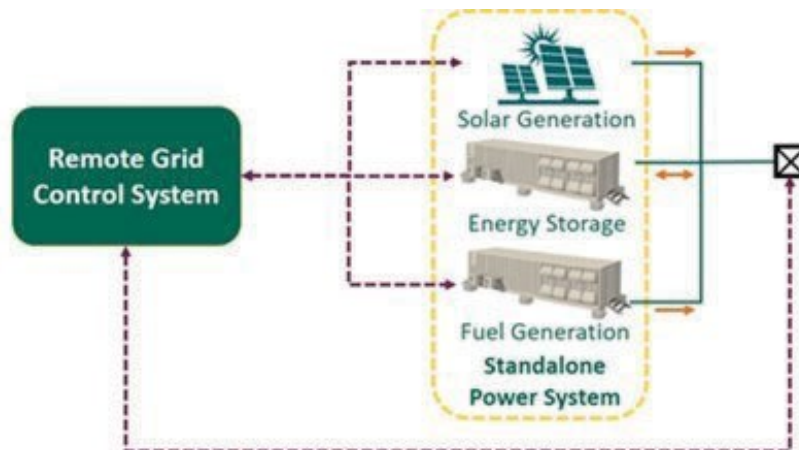 Remote Grid
Control System
Solar Generation
Energy Storage
Fuel Generation
Standalone
Power System